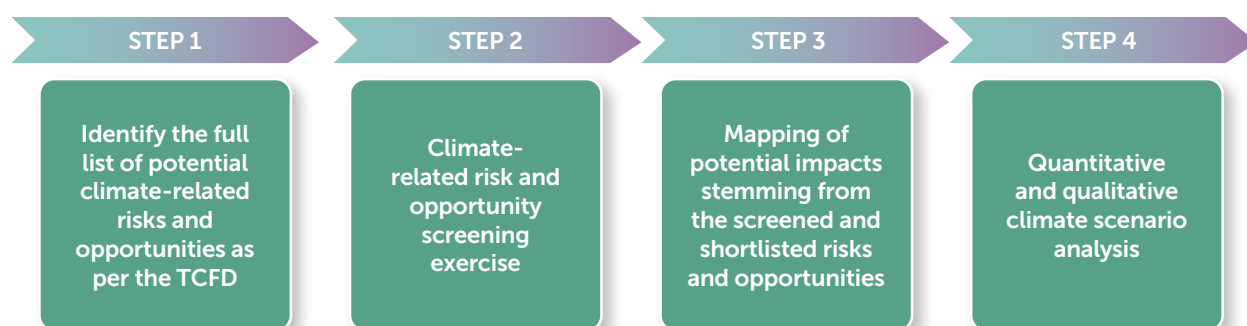 STEP 1
STEP 2
STEP 3
STEP 4
Identify the full
list of potential
climate-related
risks and
opportunities as
per the TCFD
Climate-
related risk and
opportunity
screening
exercise
Mapping of
potential impacts
stemming from
the screened and
shortlisted risks
and opportunities
Quantitative
and qualitative
climate scenario
analysis